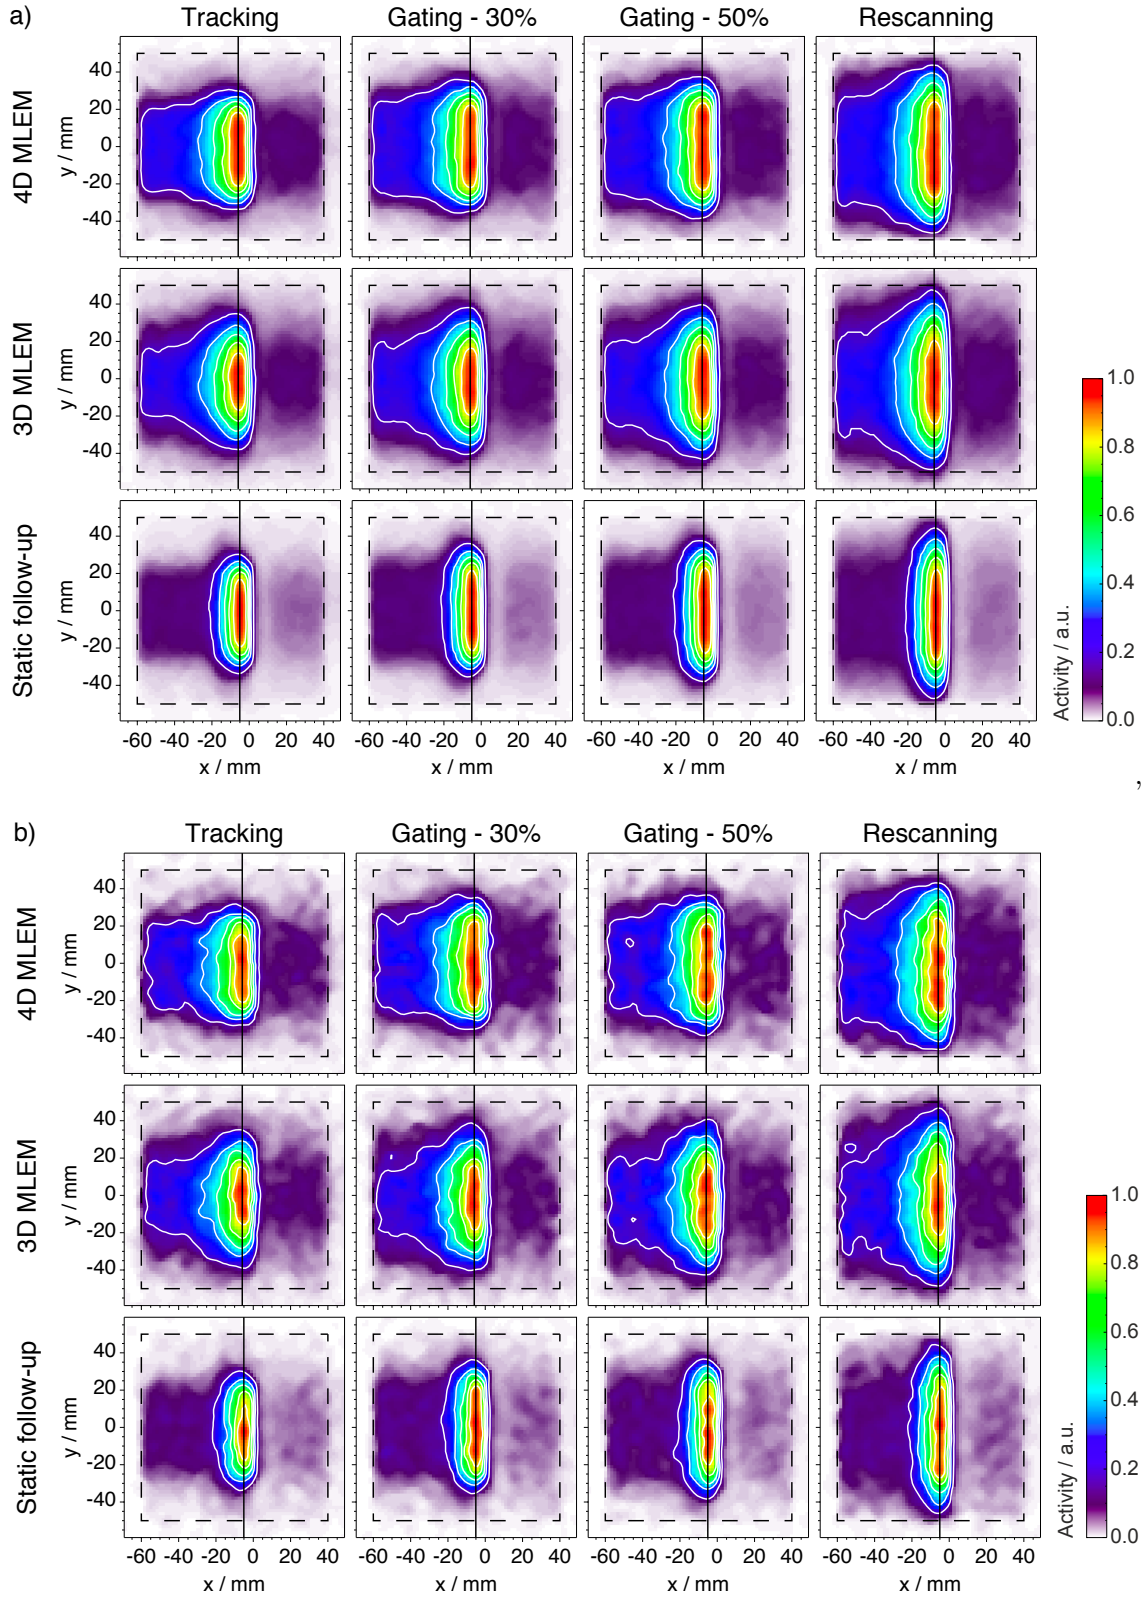 a)
Tracking Gating - 30% Gating - 50% Rescanning
4D MLEM
y / mm
40
20
0
-20
-40
3D MLEM
y / mm
40
20
0
-20
-40
Static follow-up
y / mm
40
20
0
-20
-40
-60 -40 -20 0 20 40 -60 -40 -20 0 20 40 -60 -40 -20 0 20 40 -60 -40 -20 0 20 40
x / mm x / mm x / mm x / mm
Activity / a.u.
1.0
0.8
0.6
0.4
0.2
0.0
,
b)
Tracking Gating - 30% Gating - 50% Rescanning
4D MLEM
y / mm
40
20
0
-20
-40
3D MLEM
y / mm
40
20
0
-20
-40
Static follow-up
y / mm
40
20
0
-20
-40
-60 -40 -20 0 20 40 -60 -40 -20 0 20 40 -60 -40 -20 0 20 40 -60 -40 -20 0 20 40
x / mm x / mm x / mm x / mm
Activity / a.u.
1.0
0.8
0.6
0.4
0.2
0.0